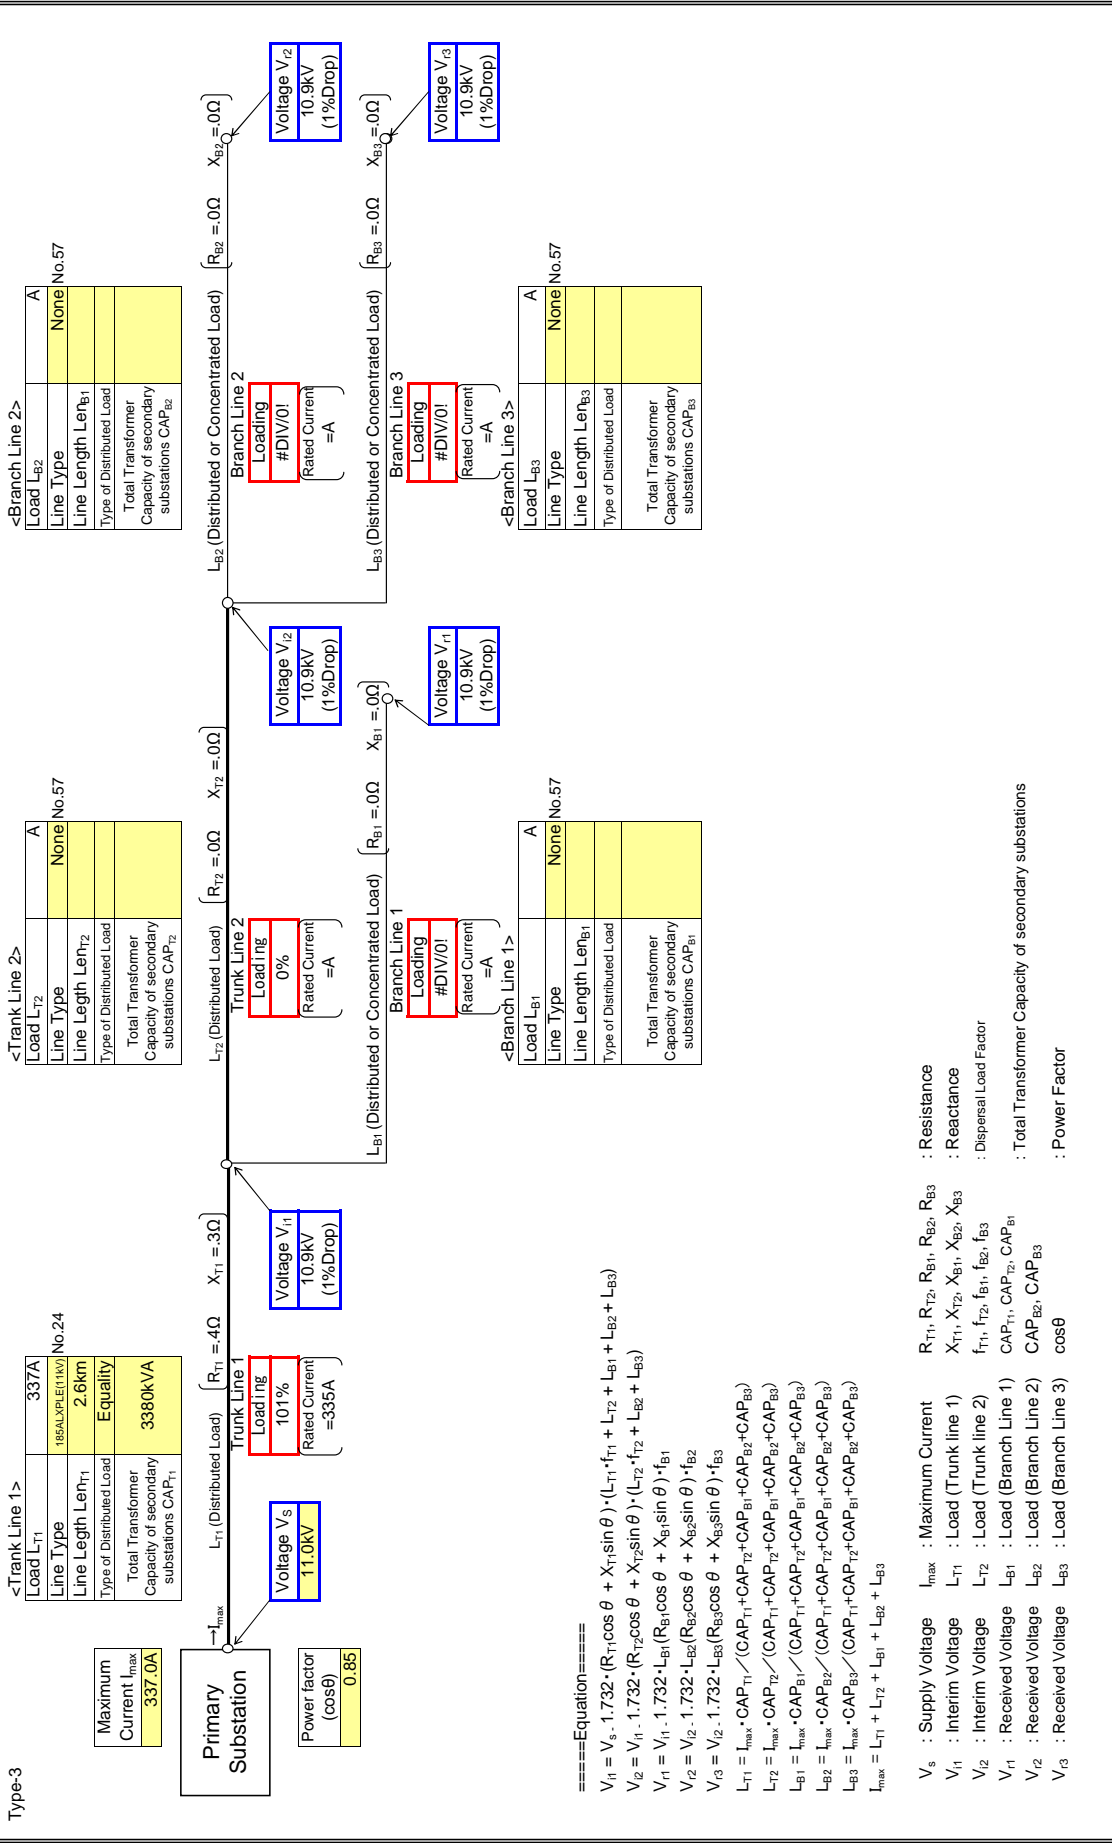 Type-3
Maximum
Current Imax
337.0A
Primary
Substation
Power factor
(cosθ)
0.85
→Imax
Voltage VS
11.0kV
<Trank Line 1>
Load LT1 337A
Line Type 185ALXPLE(11kV) No.24
Line Legth LenT1 2.6km
Type of Distributed Load Equality
Total Transformer
Capacity of secondary
substations CAPT1
3380kVA
LT1 (Distributed Load) (RT1 =.4Ω XT1 =.3Ω)
Trunk Line 1
Loading
101%
(Rated Current
=335A)
Voltage Vi1
10.9kV
(1%Drop)
<Trank Line 2>
Load LT2 A
Line Type None No.57
Line Length LenT2
Type of Distributed Load
Total Transformer
Capacity of secondary
substations CAPT2
LT2 (Distributed Load) (RT2 =.0Ω XT2 =.0Ω)
Trunk Line 2
Loading
0%
(Rated Current
=A)
Voltage Vi2
10.9kV
(1%Drop)
LB1 (Distributed or Concentrated Load) (RB1 =.0Ω XB1 =.0Ω)
Branch Line 1
Loading
#DIV/0!
(Rated Current
=A)
Voltage Vr1
10.9kV
(1%Drop)
<Branch Line 1>
Load LB1 A
Line Type None No.57
Line Length LenB1
Type of Distributed Load
Total Transformer
Capacity of secondary
substations CAPB1
<Branch Line 2>
Load LB2 A
Line Type None No.57
Line Length LenB1
Type of Distributed Load
Total Transformer
Capacity of secondary
substations CAPB2
LB2 (Distributed or Concentrated Load) (RB2 =.0Ω XB2 =.0Ω)
Branch Line 2
Loading
#DIV/0!
(Rated Current
=A)
Voltage Vr2
10.9kV
(1%Drop)
LB3 (Distributed or Concentrated Load) (RB3 =.0Ω XB3 =.0Ω)
Branch Line 3
Loading
#DIV/0!
(Rated Current
=A)
Voltage Vr3
10.9kV
(1%Drop)
<Branch Line 3>
Load LB3 A
Line Type None No.57
Line Length LenB3
Type of Distributed Load
Total Transformer
Capacity of secondary
substations CAPB3
=====Equation=====
Vi1 = Vs - 1.732・(RT1cos θ + XT1sin θ)・(LT1・fT1 + LT2 + LB1 + LB2 + LB3)
Vi2 = Vi1 - 1.732・(RT2cos θ + XT2sin θ)・(LT2・fT2 + LB2 + LB3)
Vr1 = Vi1 - 1.732・LB1(RB1cos θ + XB1sin θ)・fB1
Vr2 = Vi2 - 1.732・LB2(RB2cos θ + XB2sin θ)・fB2
Vr3 = Vi2 - 1.732・LB3(RB3cos θ + XB3sin θ)・fB3
LT1 = Imax・CAPT1／(CAPT1+CAPT2+CAPB1+CAPB2+CAPB3)
LT2 = Imax・CAPT2／(CAPT1+CAPT2+CAPB1+CAPB2+CAPB3)
LB1 = Imax・CAPB1／(CAPT1+CAPT2+CAPB1+CAPB2+CAPB3)
LB2 = Imax・CAPB2／(CAPT1+CAPT2+CAPB1+CAPB2+CAPB3)
LB3 = Imax・CAPB3／(CAPT1+CAPT2+CAPB1+CAPB2+CAPB3)
Imax = LT1 + LT2 + LB1 + LB2 + LB3
Vs : Supply Voltage Imax : Maximum Current RT1, RT2, RB1, RB2, RB3 : Resistance
Vi1 : Interim Voltage LT1 : Load (Trunk line 1) XT1, XT2, XB1, XB2, XB3 : Reactance
Vi2 : Interim Voltage LT2 : Load (Trunk line 2) fT1, fT2, fB1, fB2, fB3 : Dispersal Load Factor
Vr1 : Received Voltage LB1 : Load (Branch Line 1) CAPT1, CAPT2, CAPB1 : Total Transformer Capacity of secondary substations
Vr2 : Received Voltage LB2 : Load (Branch Line 2) CAPB2, CAPB3
Vr3 : Received Voltage LB3 : Load (Branch Line 3) cosθ : Power Factor